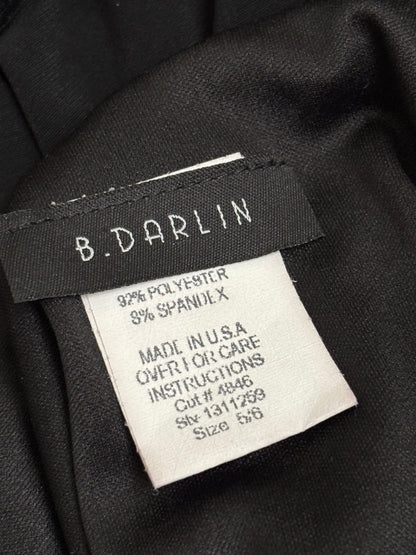 B.DARLIN
92% POLYESTER
8% SPANDEX
MADE IN U.S.A
OVER FOR CARE
INSTRUCTIONS
Cut# 4846
Sty-1311259
Size 5/6